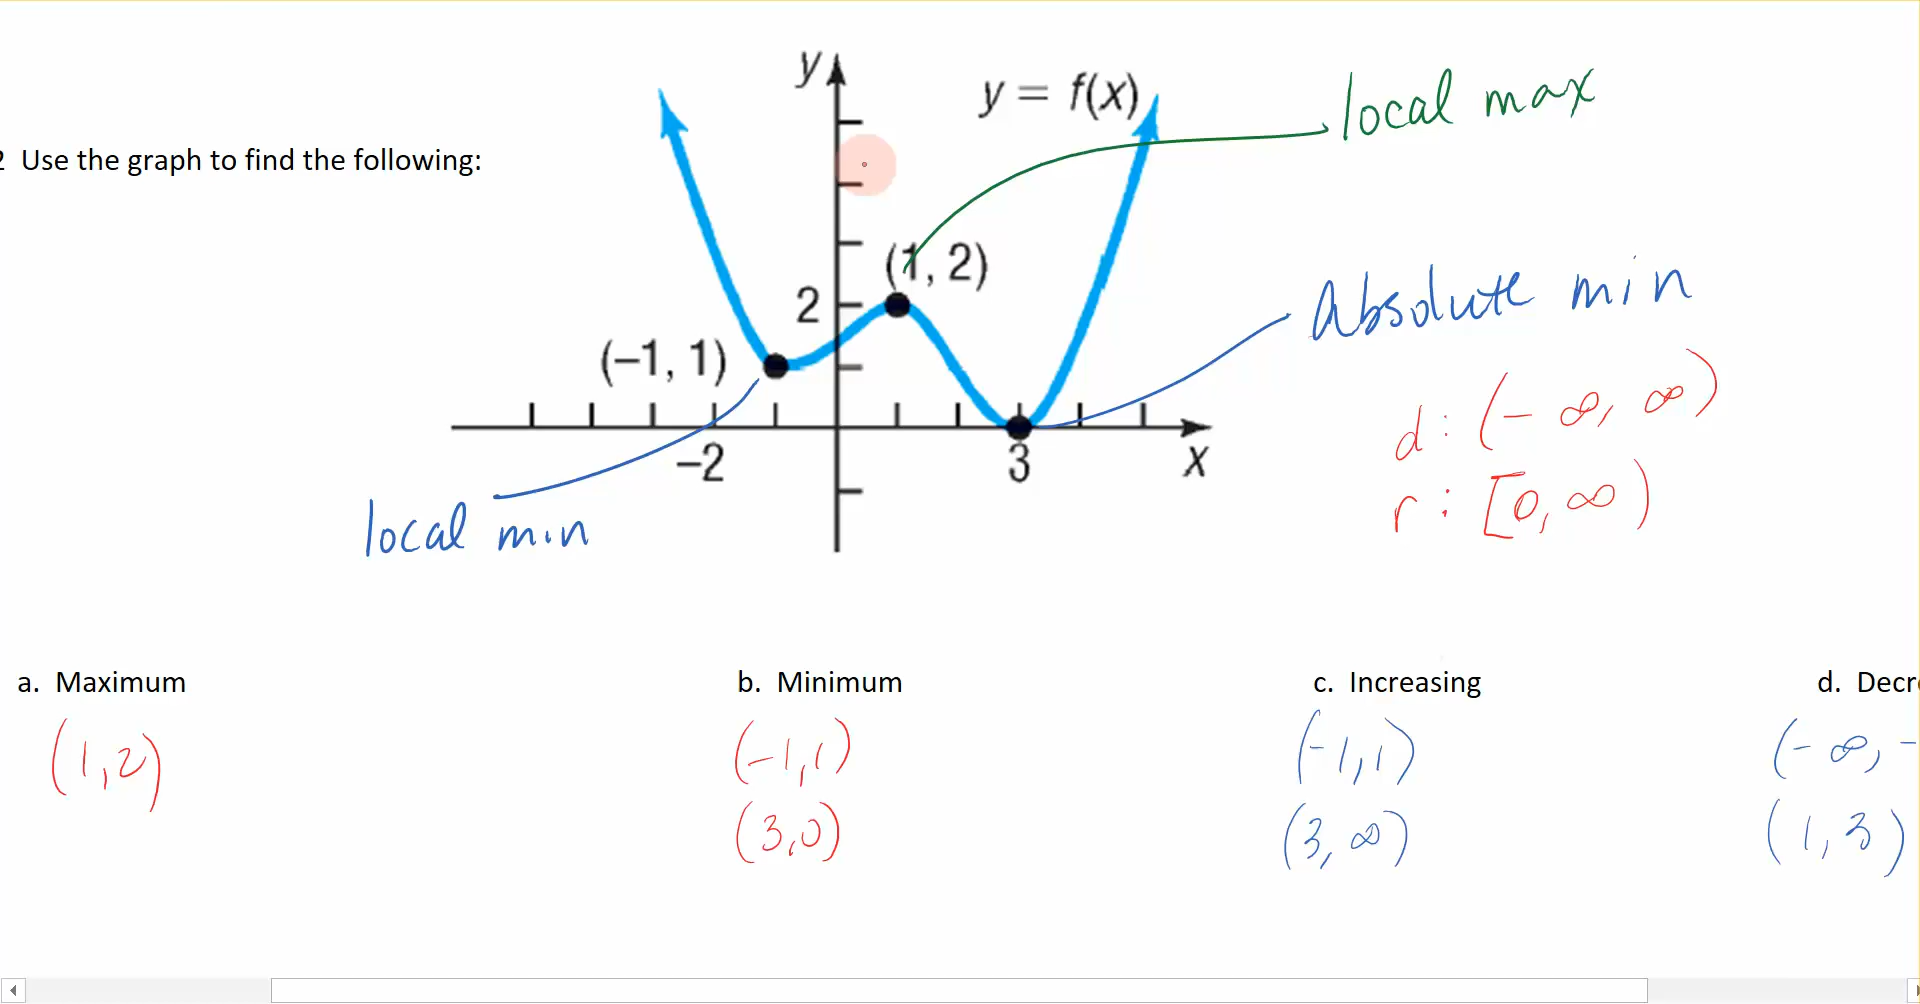 y
y = f(x)
local max
2 Use the graph to find the following:
(1, 2)
Absolute min
2
(−1, 1)
d: (-∞, ∞)
−2
3
x
r: [0, ∞)
local min
a. Maximum
b. Minimum
c. Increasing
d. Decr
(1,2)
(-1,1)
(-1,1)
(-∞, -
(3,0)
(3, ∞)
(1, 3)